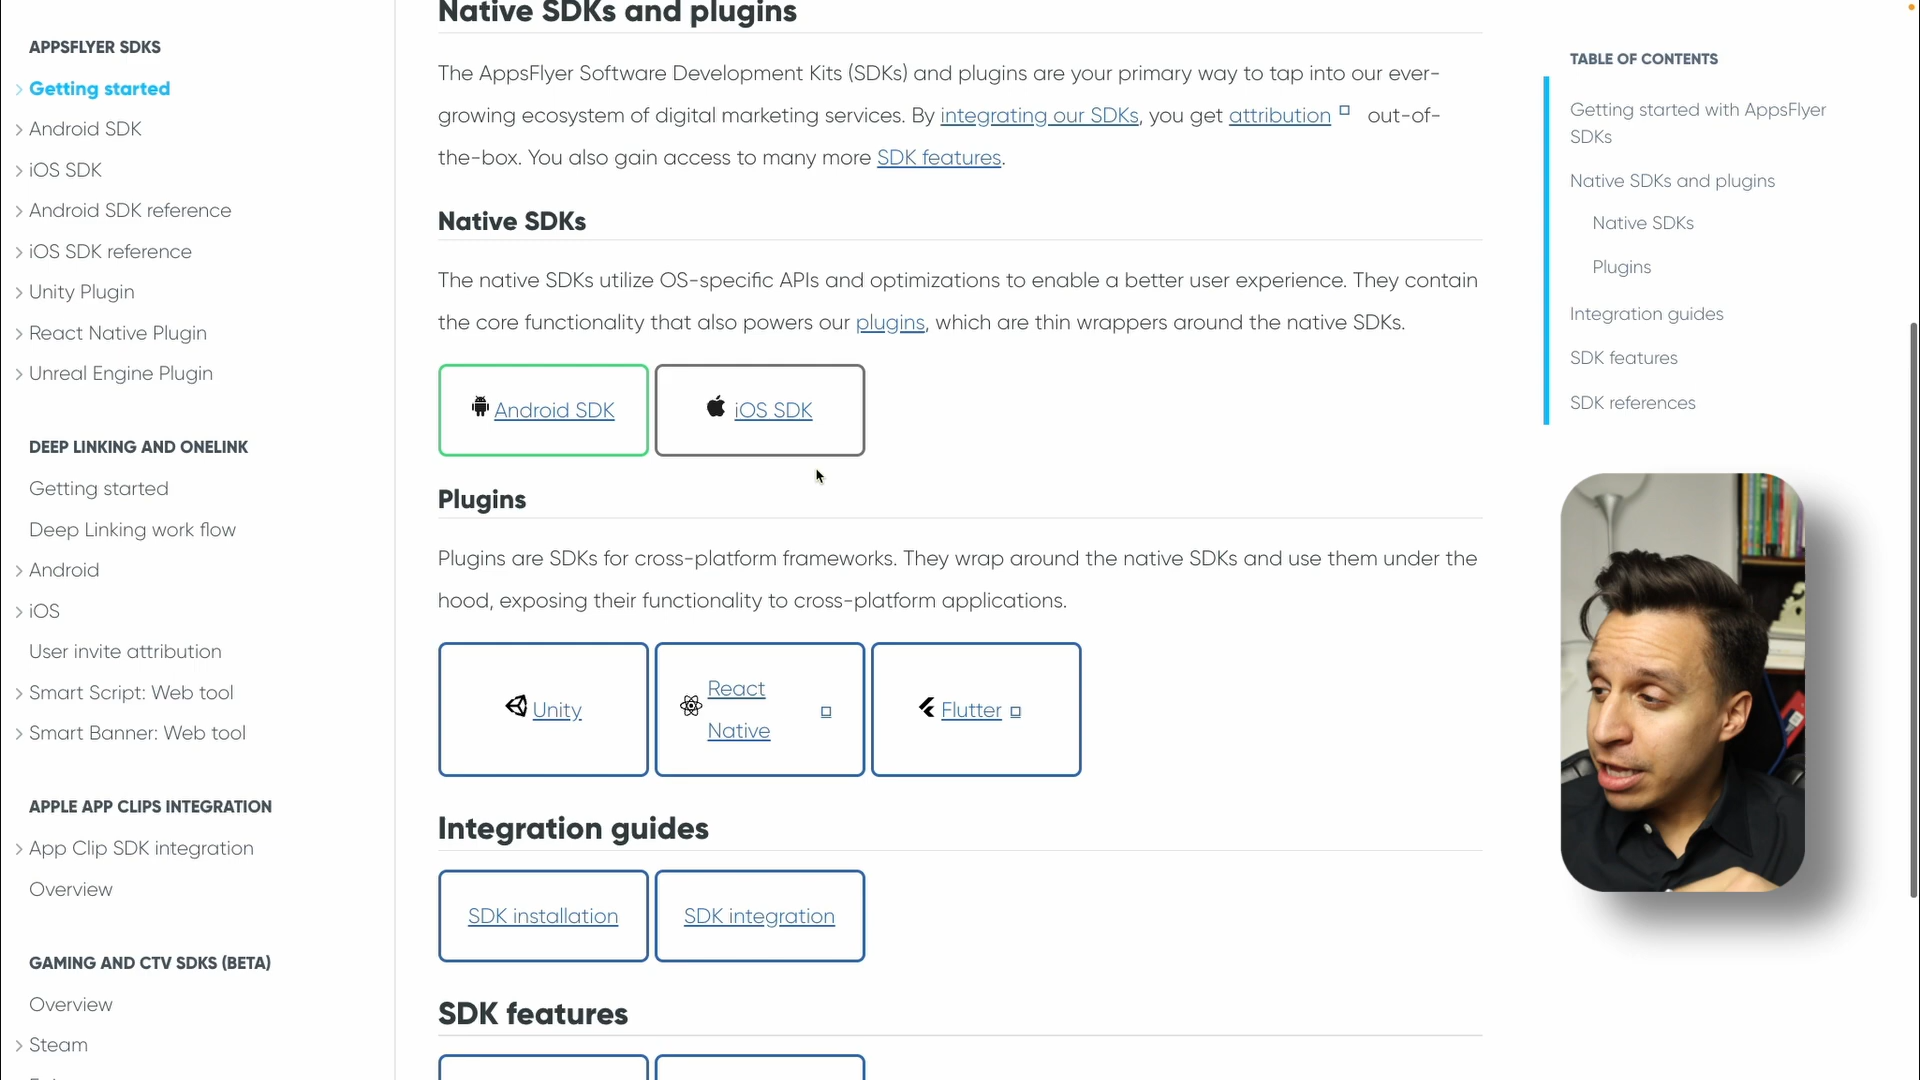 APPSFLYER SDKS
Getting started
Android SDK
iOS SDK
Android SDK reference
iOS SDK reference
Unity Plugin
React Native Plugin
Unreal Engine Plugin
DEEP LINKING AND ONELINK
Getting started
Deep Linking work flow
Android
iOS
User invite attribution
Smart Script: Web tool
Smart Banner: Web tool
APPLE APP CLIPS INTEGRATION
App Clip SDK integration
Overview
GAMING AND CTV SDKS (BETA)
Overview
Steam
Native SDKs and plugins
The AppsFlyer Software Development Kits (SDKs) and plugins are your primary way to tap into our ever-
growing ecosystem of digital marketing services. By integrating our SDKs, you get attribution out-of-
the-box. You also gain access to many more SDK features.
Native SDKs
The native SDKs utilize OS-specific APIs and optimizations to enable a better user experience. They contain
the core functionality that also powers our plugins, which are thin wrappers around the native SDKs.
Android SDK
iOS SDK
Plugins
Plugins are SDKs for cross-platform frameworks. They wrap around the native SDKs and use them under the
hood, exposing their functionality to cross-platform applications.
Unity
React
Native
Flutter
Integration guides
SDK installation
SDK integration
SDK features
TABLE OF CONTENTS
Getting started with AppsFlyer
SDKs
Native SDKs and plugins
Native SDKs
Plugins
Integration guides
SDK features
SDK references